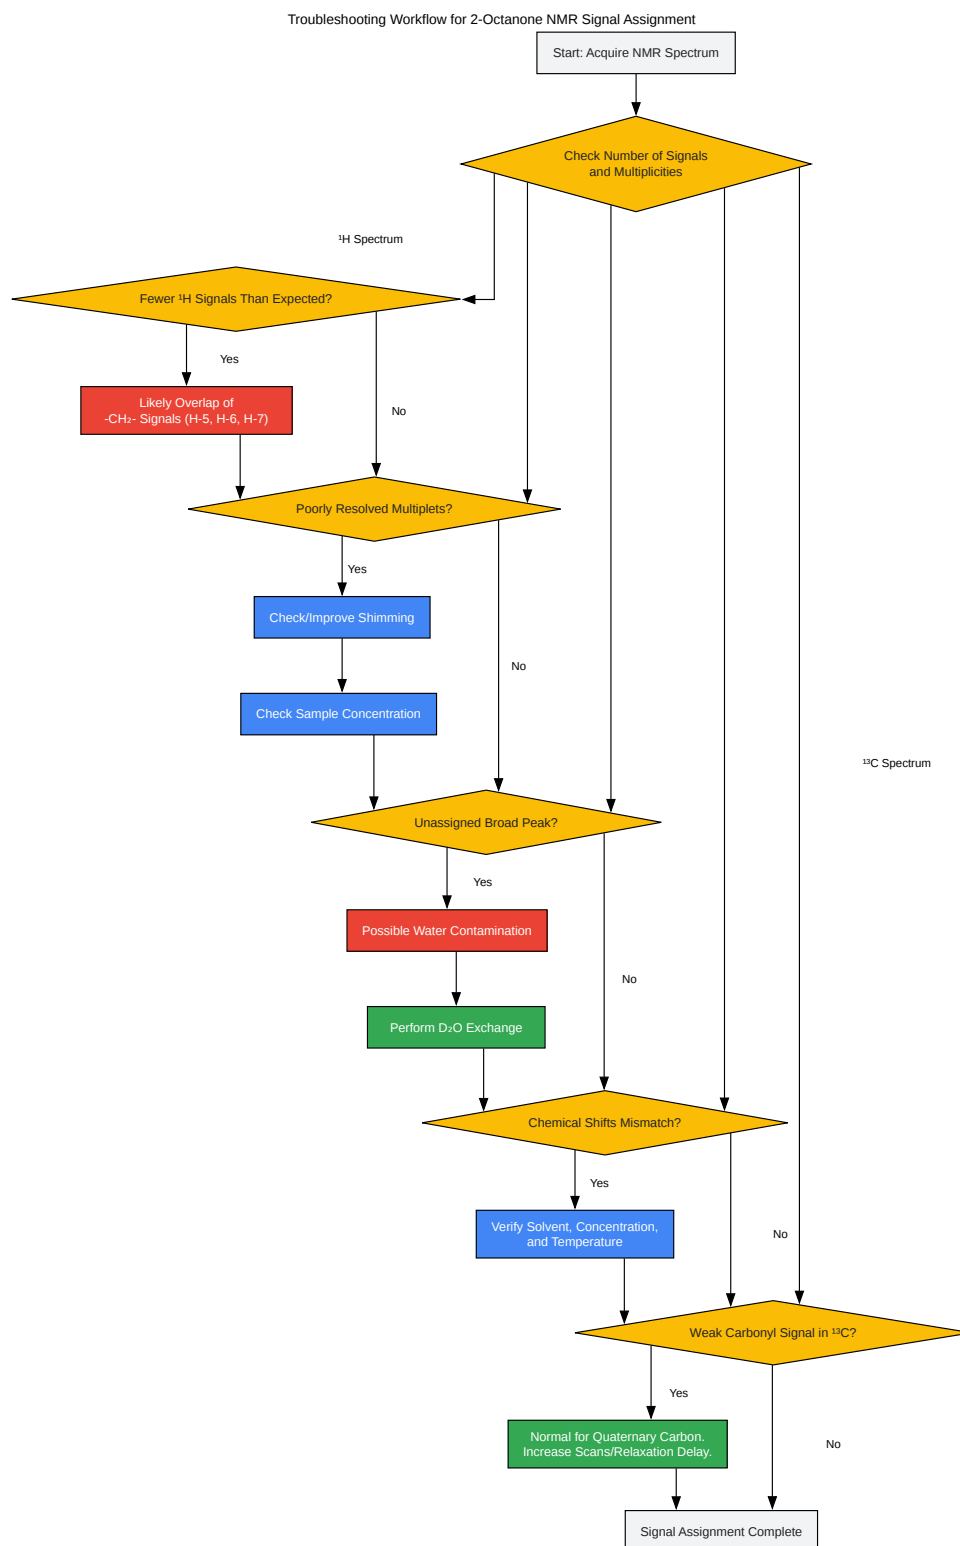 Troubleshooting Workflow for 2-Octanone NMR Signal Assignment
Start: Acquire NMR Spectrum
Check Number of Signals
and Multiplicities
¹H Spectrum
Fewer ¹H Signals Than Expected?
Yes
Likely Overlap of
-CH₂- Signals (H-5, H-6, H-7)
No
Poorly Resolved Multiplets?
Yes
Check/Improve Shimming
No
Check Sample Concentration
¹³C Spectrum
Unassigned Broad Peak?
Yes
Possible Water Contamination
No
Perform D₂O Exchange
Chemical Shifts Mismatch?
Yes
Verify Solvent, Concentration,
and Temperature
No
Weak Carbonyl Signal in ¹³C?
Yes
Normal for Quaternary Carbon.
Increase Scans/Relaxation Delay.
No
Signal Assignment Complete